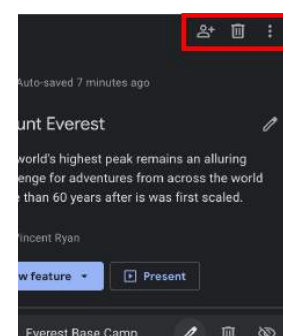 Auto-saved 7 minutes ago
unt Everest
world's highest peak remains an alluring
enge for adventures from across the world
than 60 years after is was first scaled.
Vincent Ryan
w feature Present
Everest Base Camp